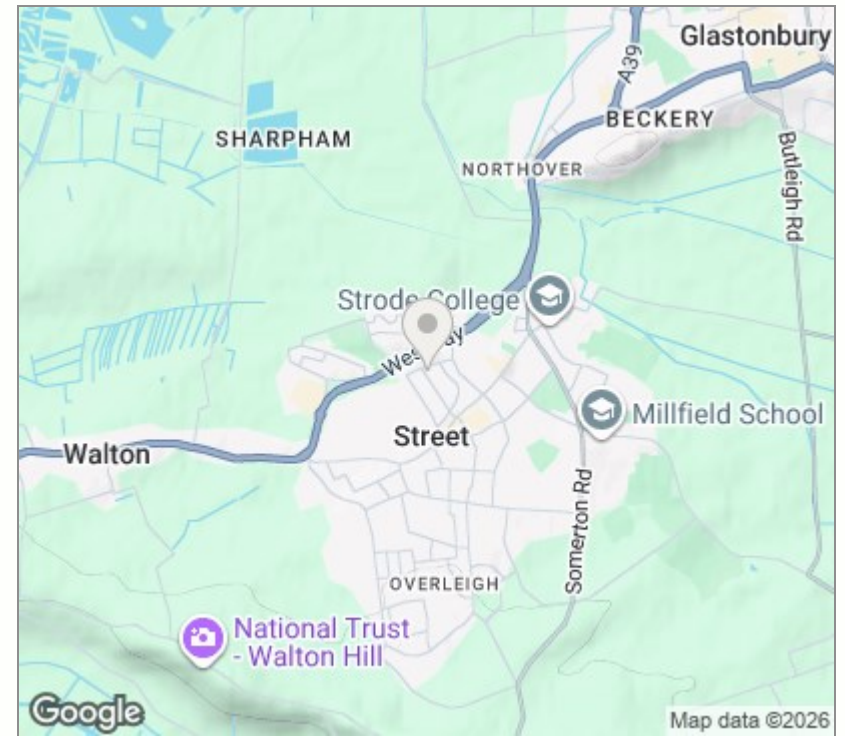 Glastonbury
A39
BECKERY
SHARPHAM
NORTHOVER
Butleigh Rd
Strode College
Westway
Millfield School
Street
Walton
Somerton Rd
OVERLEIGH
National Trust
- Walton Hill
Google
Map data ©2026